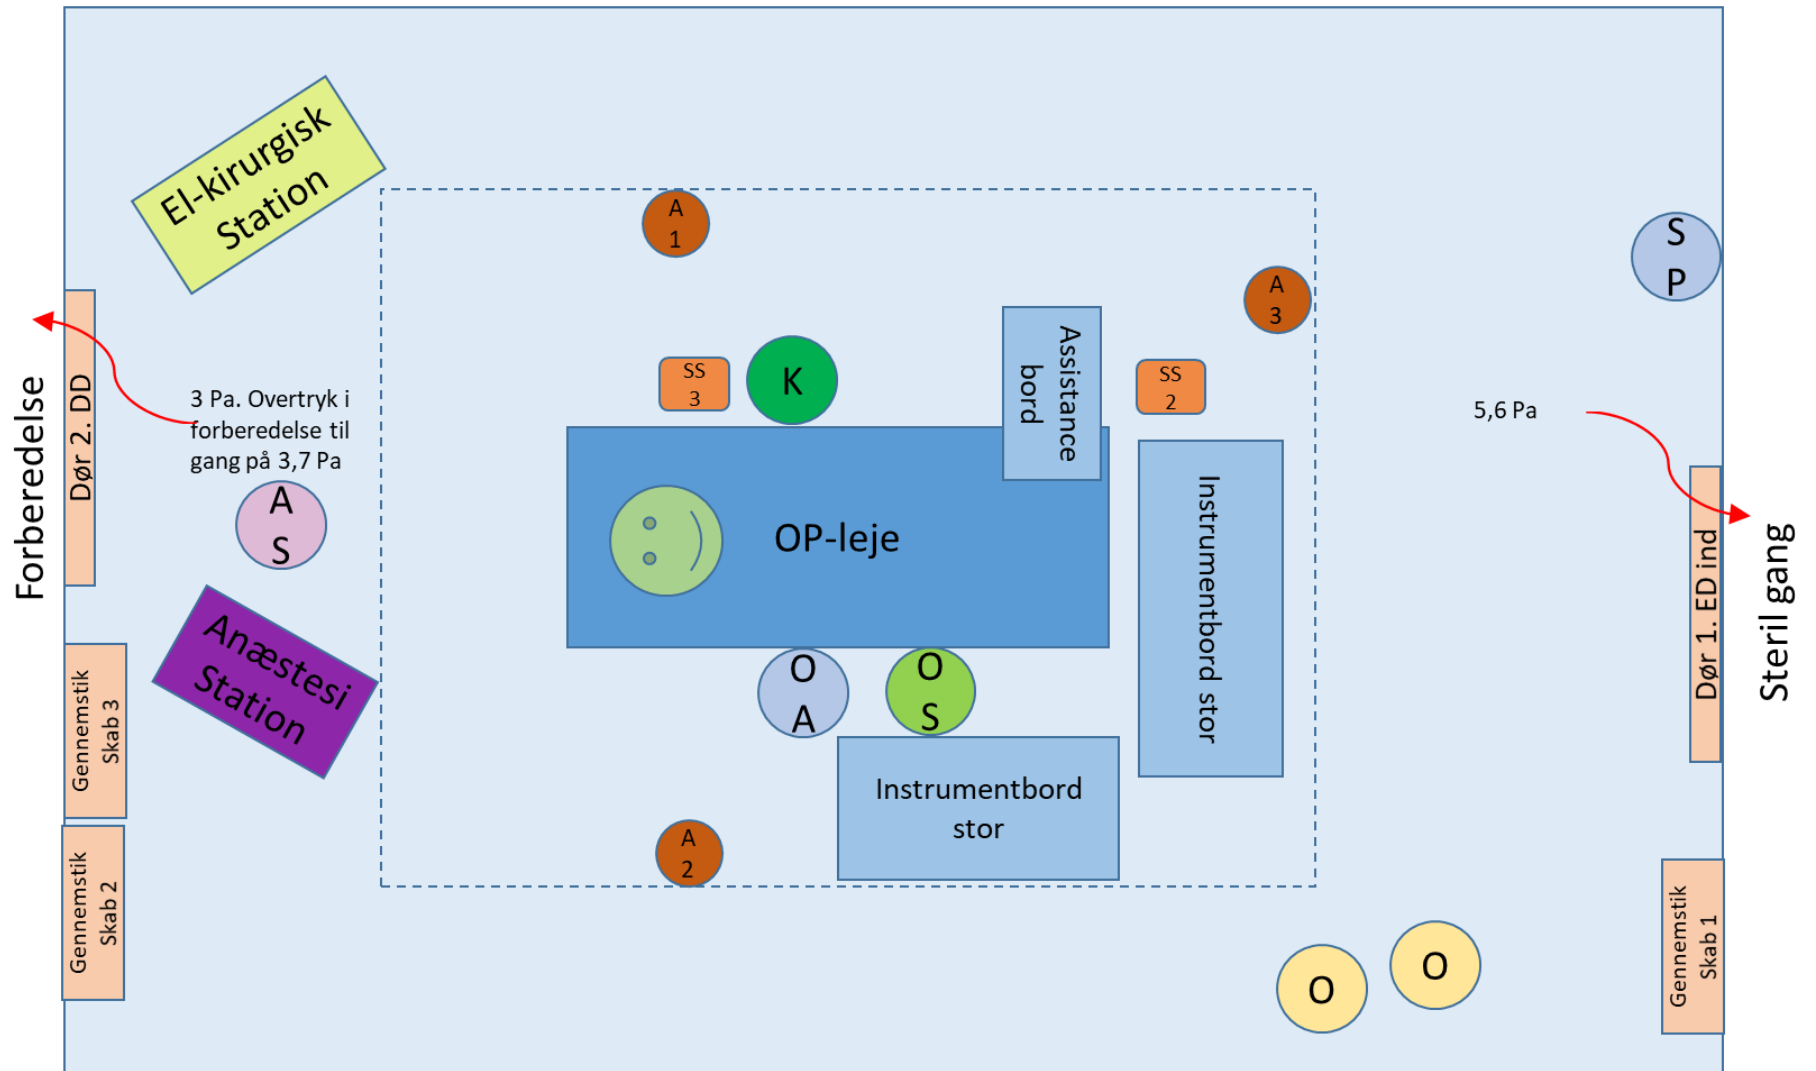 El-kirurgisk
Station
A
1
S
P
A
3
Forberedelse
Dør 2. DD
3 Pa. Overtryk i
forberedelse til
gang på 3,7 Pa
SS
3
K
Assistance
bord
SS
2
5,6 Pa
A
S
OP-leje
Instrumentbord stor
Dør 1. ED ind
Steril gang
Anæstesi
Station
O
A
O
S
Gennemstik
Skab 3
Instrumentbord
stor
A
2
Gennemstik
Skab 2
Gennemstik
Skab 1
O
O